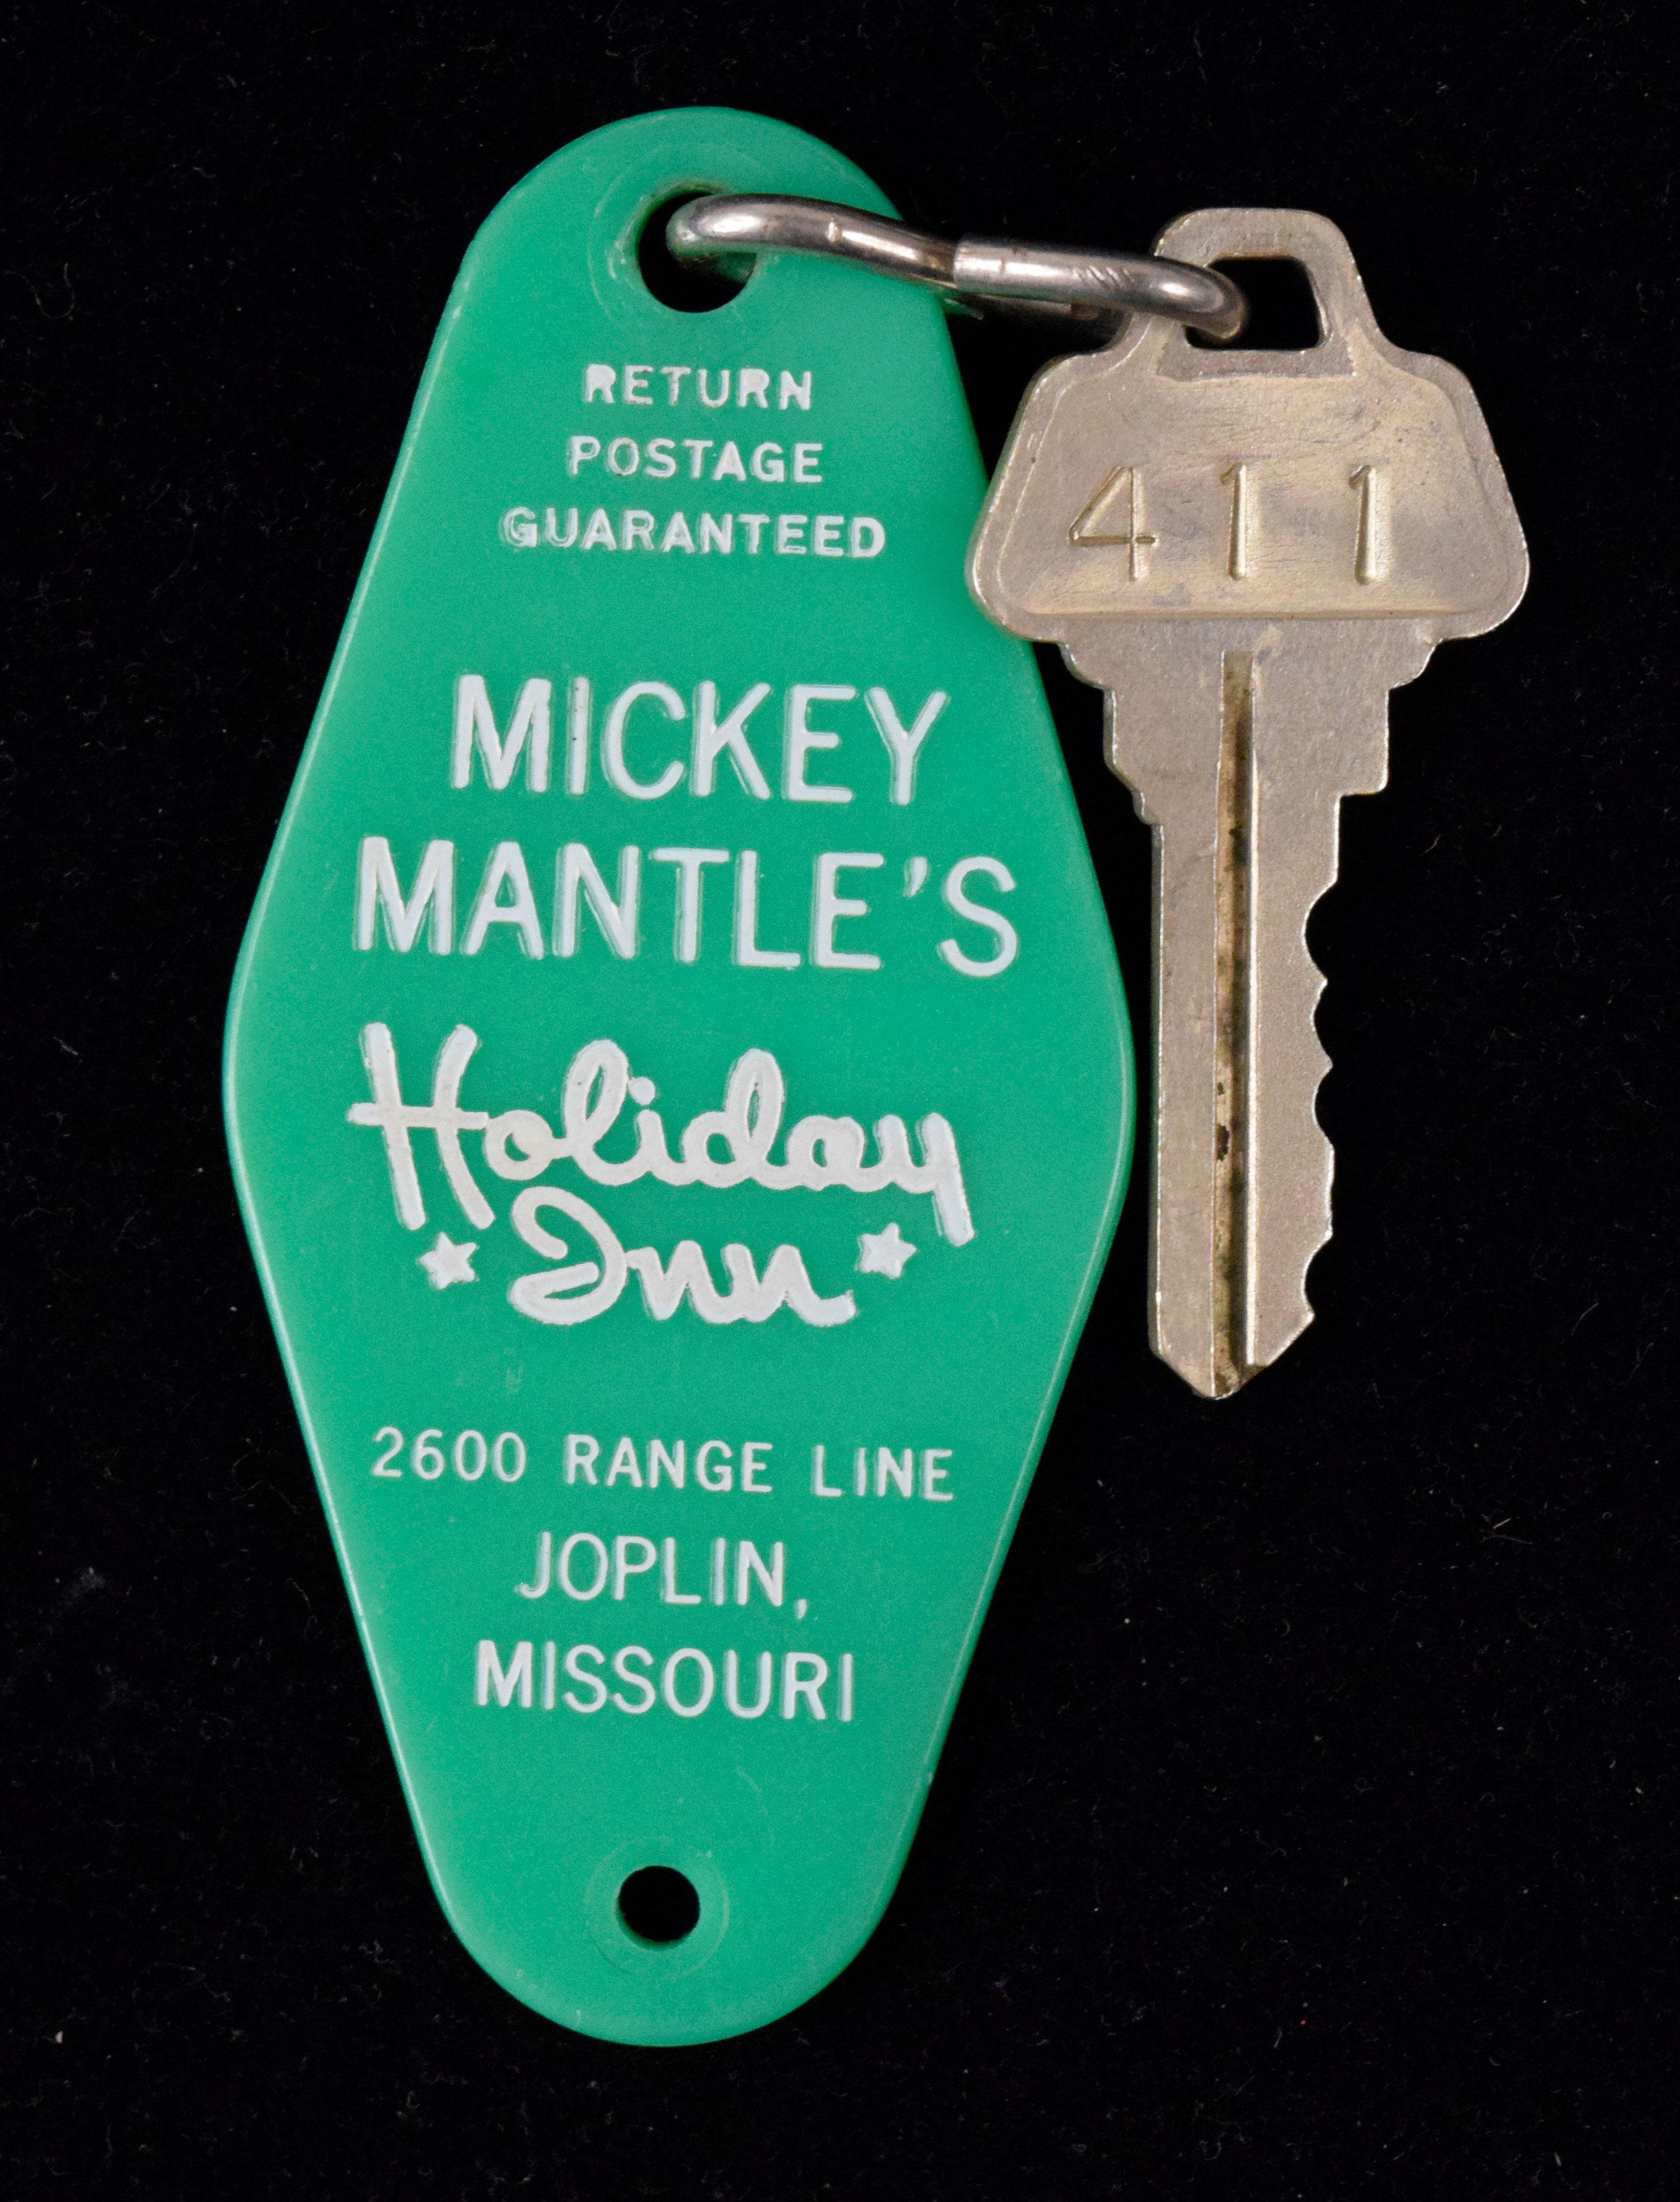 RETURN
POSTAGE
GUARANTEED
MICKEY
MANTLE'S
Holiday
Inn
2600 RANGE LINE
JOPLIN,
MISSOURI
411